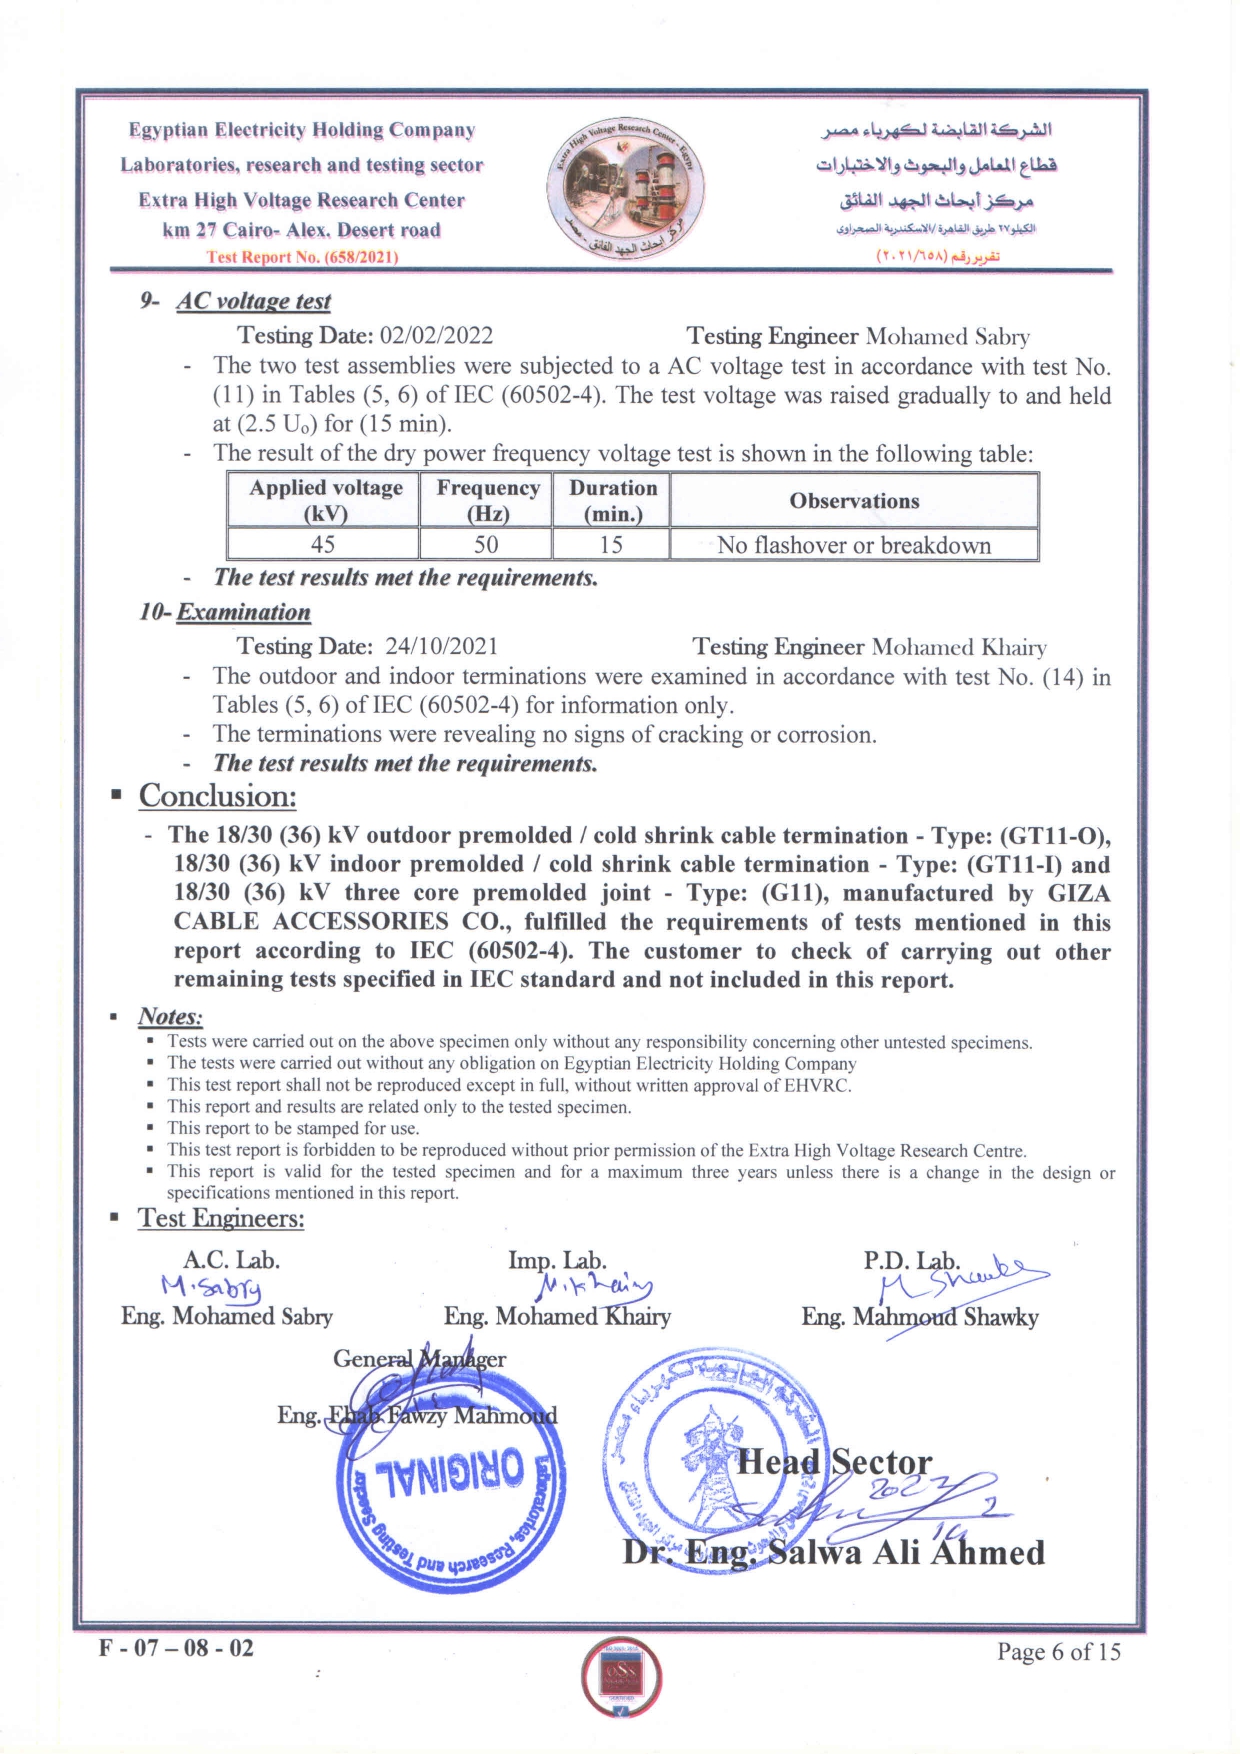 Egyptian Electricity Holding Company
Laboratories, research and testing sector
Extra High Voltage Research Center
km 27 Cairo- Alex. Desert road
Test Report No. (658/2021)
Extra High Voltage Research Center - Egypt
مركز أبحاث الجهد الفائق - مصر
الشركة القابضة لكهرباء مصر
قطاع المعامل والبحوث والاختبارات
مركز أبحاث الجهد الفائق
الكيلو ٢٧ طريق القاهرة /الاسكندرية الصحراوى
تقرير رقم (٢٠٢١/٦٥٨)
9- AC voltage test
Testing Date: 02/02/2022 Testing Engineer Mohamed Sabry
- The two test assemblies were subjected to a AC voltage test in accordance with test No.
(11) in Tables (5, 6) of IEC (60502-4). The test voltage was raised gradually to and held
at (2.5 Uo) for (15 min).
- The result of the dry power frequency voltage test is shown in the following table:
Applied voltage (kV) Frequency (Hz) Duration (min.) Observations
45 50 15 No flashover or breakdown
- The test results met the requirements.
10- Examination
Testing Date: 24/10/2021 Testing Engineer Mohamed Khairy
- The outdoor and indoor terminations were examined in accordance with test No. (14) in
Tables (5, 6) of IEC (60502-4) for information only.
- The terminations were revealing no signs of cracking or corrosion.
- The test results met the requirements.
▪ Conclusion:
- The 18/30 (36) kV outdoor premolded / cold shrink cable termination - Type: (GT11-O),
18/30 (36) kV indoor premolded / cold shrink cable termination - Type: (GT11-I) and
18/30 (36) kV three core premolded joint - Type: (G11), manufactured by GIZA
CABLE ACCESSORIES CO., fulfilled the requirements of tests mentioned in this
report according to IEC (60502-4). The customer to check of carrying out other
remaining tests specified in IEC standard and not included in this report.
▪ Notes:
▪ Tests were carried out on the above specimen only without any responsibility concerning other untested specimens.
▪ The tests were carried out without any obligation on Egyptian Electricity Holding Company
▪ This test report shall not be reproduced except in full, without written approval of EHVRC.
▪ This report and results are related only to the tested specimen.
▪ This report to be stamped for use.
▪ This test report is forbidden to be reproduced without prior permission of the Extra High Voltage Research Centre.
▪ This report is valid for the tested specimen and for a maximum three years unless there is a change in the design or
specifications mentioned in this report.
▪ Test Engineers:
A.C. Lab. Imp. Lab. P.D. Lab.
M.Sabry M.Khairy M Shawke
Eng. Mohamed Sabry Eng. Mohamed Khairy Eng. Mahmoud Shawky
General Manager
Eng. Ehab Fawzy Mahmoud
ORIGINAL
Laboratories, Research and Testing Sector
الشركة القابضة لكهرباء مصر
Head Sector
2022
2
14
Dr. Eng. Salwa Ali Ahmed
F - 07 – 08 - 02
OSS
Page 6 of 15